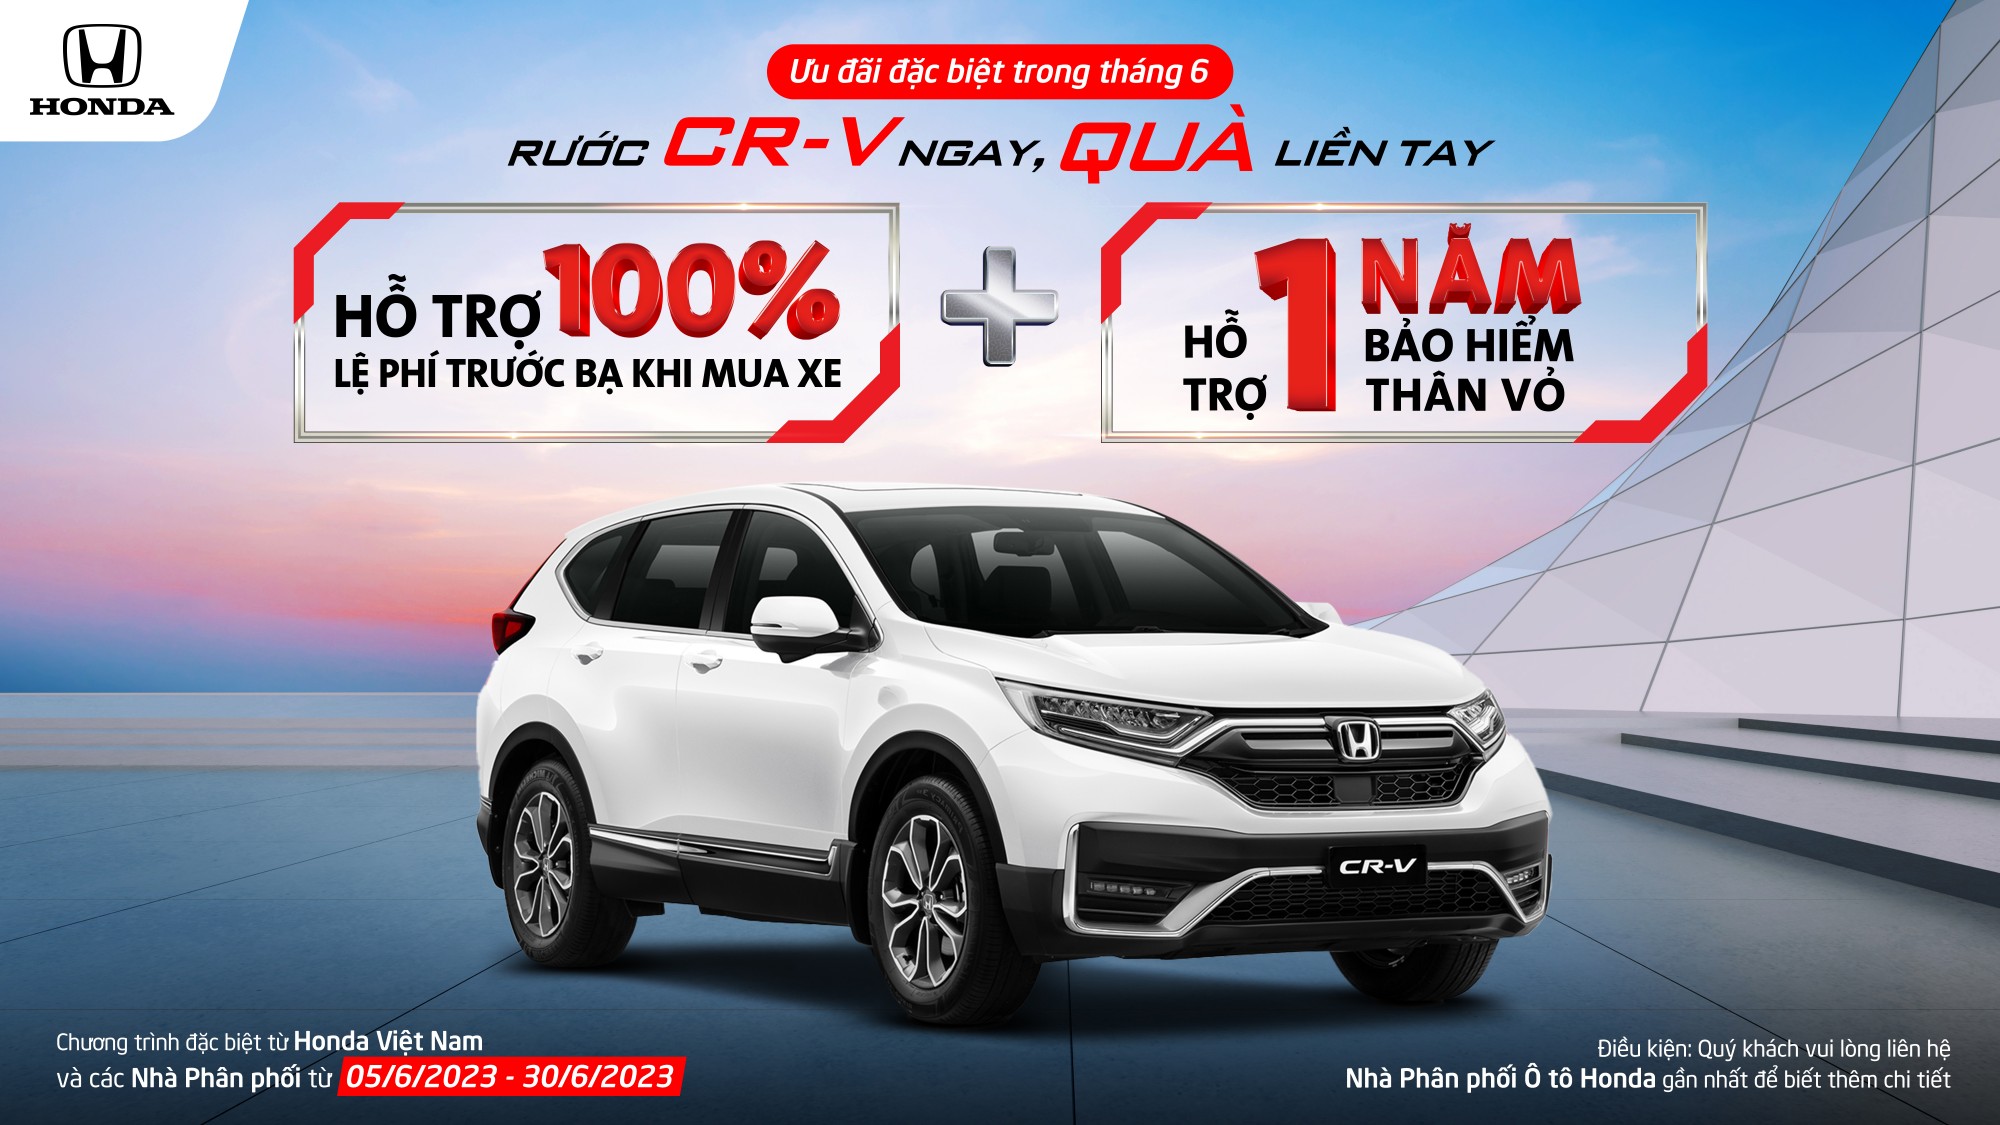 HONDA
Ưu đãi đặc biệt trong tháng 6
RƯỚC CR-V NGAY, QUÀ LIỀN TAY
HỖ TRỢ 100%
LỆ PHÍ TRƯỚC BẠ KHI MUA XE
HỖ TRỢ 1 NĂM
BẢO HIỂM
THÂN VỎ
CR-V
Chương trình đặc biệt từ Honda Việt Nam
và các Nhà Phân phối từ 05/6/2023 - 30/6/2023
Điều kiện: Quý khách vui lòng liên hệ
Nhà Phân phối Ô tô Honda gần nhất để biết thêm chi tiết